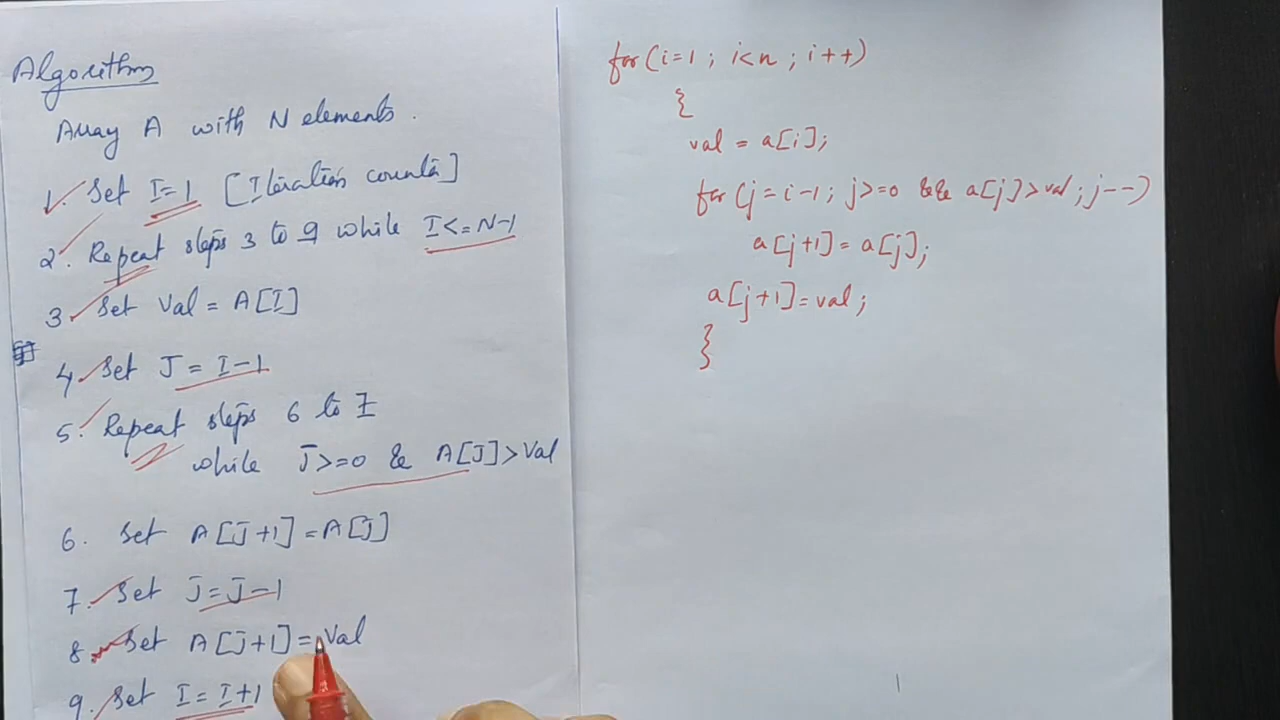 Algorithm
Array A with N elements.
1. Set I=1 [Iteration counter]
2. Repeat steps 3 to 9 while I<=N-1
3. Set Val = A[I]
4. Set J = I-1
5. Repeat steps 6 to 7
while J>=0 & A[J]>Val
6. Set A[J+1]=A[J]
7. Set J=J-1
8. Set A[J+1]=Val
9. Set I=I+1
for(i=1; i<n; i++)
{
val = a[i];
for(j=i-1; j>=0 && a[j]>val; j--)
a[j+1]=a[j];
a[j+1]=val;
}